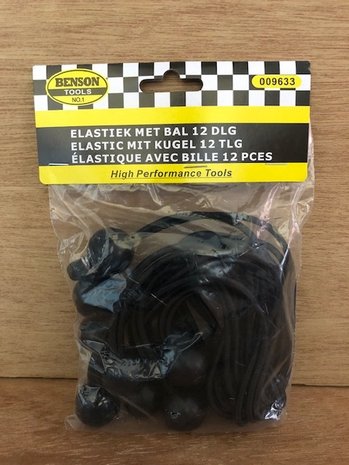 BENSON
TOOLS
NO.1
009633
ELASTIEK MET BAL 12 DLG
ELASTIC MIT KUGEL 12 TLG
ÉLASTIQUE AVEC BILLE 12 PCES
High Performance Tools